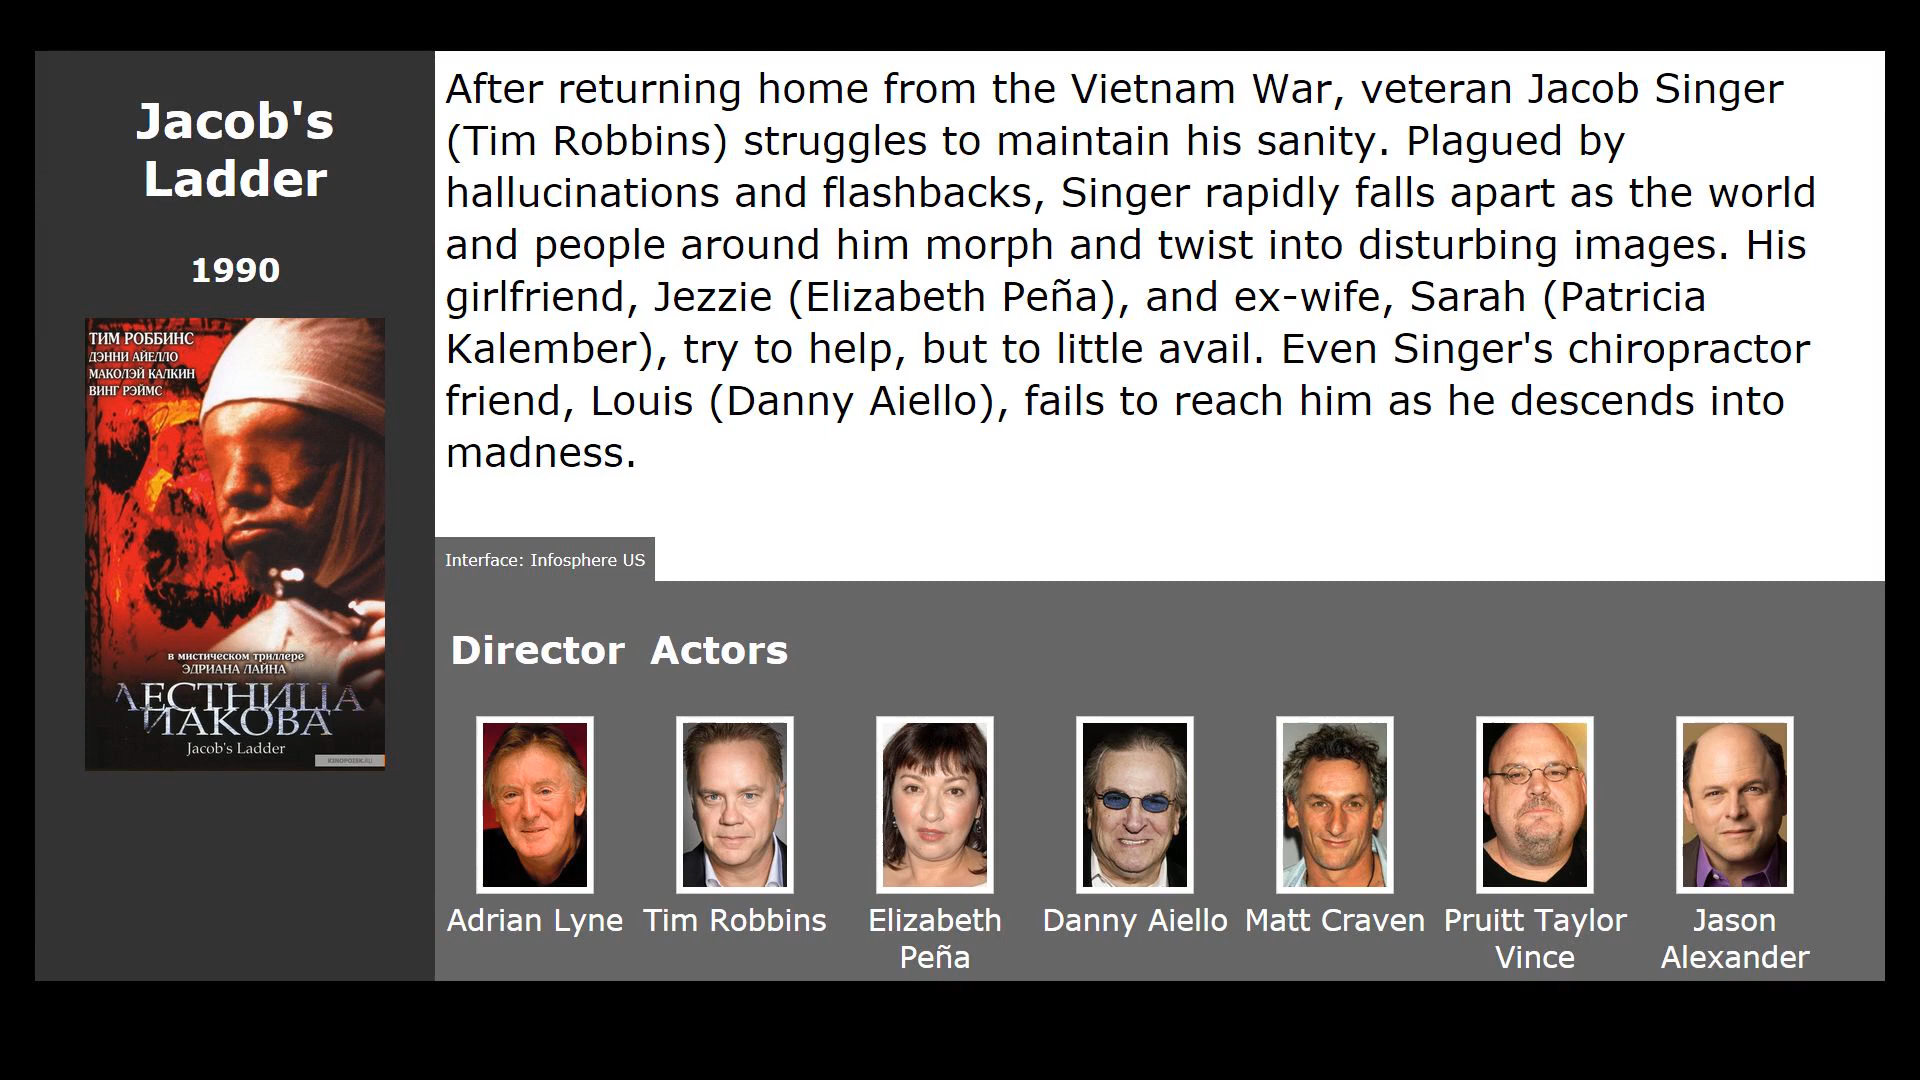 Jacob's
Ladder
1990
ТИМ РОББИНС
ДЭННИ АЙЕЛЛО
МАКОЛЭЙ КАЛКИН
ВИНГ РЭЙМС
в мистическом триллере
ЭДРИАНА ЛАЙНА
ЛЕСТНИЦА
ИАКОВА
Jacob's Ladder
KINOPOISK.RU
After returning home from the Vietnam War, veteran Jacob Singer
(Tim Robbins) struggles to maintain his sanity. Plagued by
hallucinations and flashbacks, Singer rapidly falls apart as the world
and people around him morph and twist into disturbing images. His
girlfriend, Jezzie (Elizabeth Peña), and ex-wife, Sarah (Patricia
Kalember), try to help, but to little avail. Even Singer's chiropractor
friend, Louis (Danny Aiello), fails to reach him as he descends into
madness.
Interface: Infosphere US
Director Actors
Adrian Lyne
Tim Robbins
Elizabeth
Peña
Danny Aiello
Matt Craven
Pruitt Taylor
Vince
Jason
Alexander